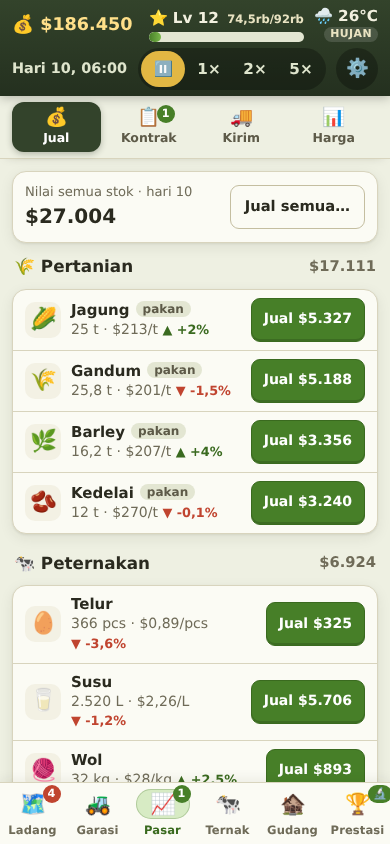 $186.450
Lv 12 74,5rb/92rb
26°C
HUJAN
Hari 10, 06:00
1× 2× 5×
Jual
Kontrak 1
Kirim
Harga
Nilai semua stok · hari 10
$27.004
Jual semua…
Pertanian $17.111
Jagung pakan
25 t · $213/t ▲ +2%
Jual $5.327
Gandum pakan
25,8 t · $201/t ▼ -1,5%
Jual $5.188
Barley pakan
16,2 t · $207/t ▲ +4%
Jual $3.356
Kedelai pakan
12 t · $270/t ▼ -0,1%
Jual $3.240
Peternakan $6.924
Telur
366 pcs · $0,89/pcs
▼ -3,6%
Jual $325
Susu
2.520 L · $2,26/L
▼ -1,2%
Jual $5.706
Wol
32 kg · $28/kg ▲ +2,5%
Jual $893
4 1
Ladang Garasi Pasar Ternak Gudang Prestasi